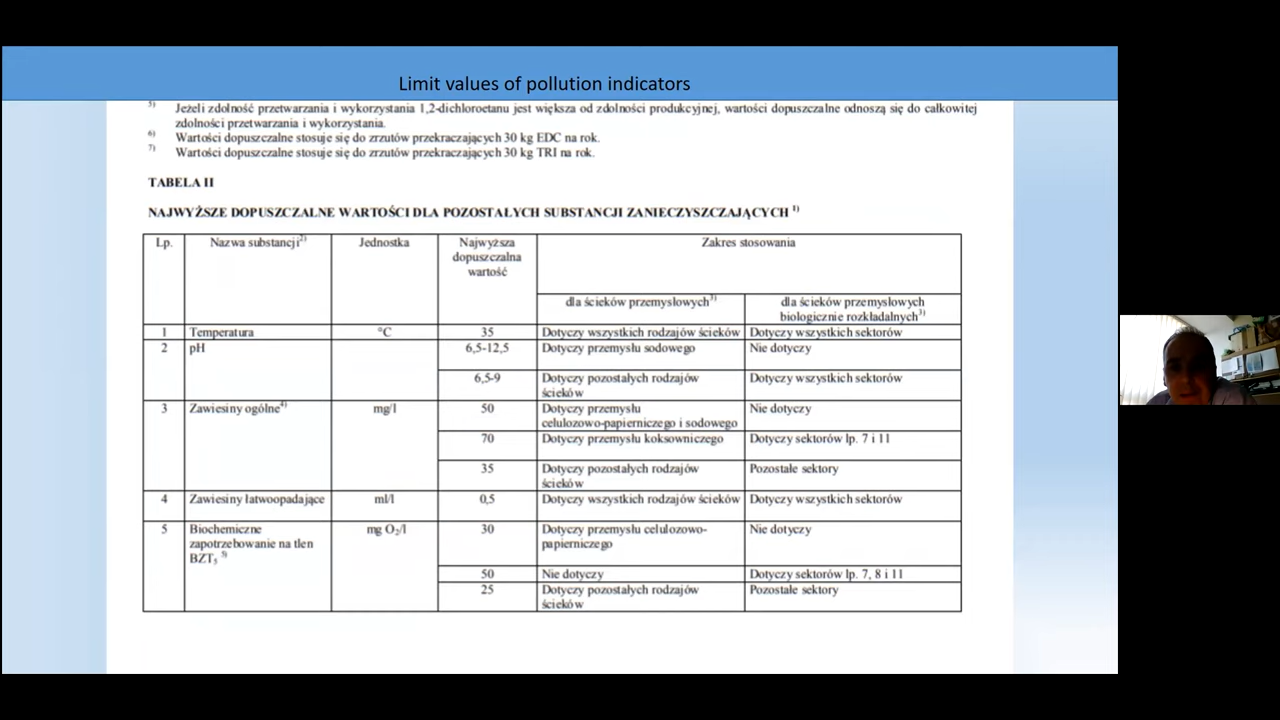 Limit values of pollution indicators
5) Jeżeli zdolność przetwarzania i wykorzystania 1,2-dichloroetanu jest większa od zdolności produkcyjnej, wartości dopuszczalne odnoszą się do całkowitej
zdolności przetwarzania i wykorzystania.
6) Wartości dopuszczalne stosuje się do zrzutów przekraczających 30 kg EDC na rok.
7) Wartości dopuszczalne stosuje się do zrzutów przekraczających 30 kg TRI na rok.
TABELA II
NAJWYŻSZE DOPUSZCZALNE WARTOŚCI DLA POZOSTAŁYCH SUBSTANCJI ZANIECZYSZCZAJĄCYCH 1)
Lp. Nazwa substancji2) Jednostka Najwyższa Zakres stosowania
dopuszczalna
wartość
dla ścieków przemysłowych3) dla ścieków przemysłowych
biologicznie rozkładalnych3)
1 Temperatura °C 35 Dotyczy wszystkich rodzajów ścieków Dotyczy wszystkich sektorów
2 pH 6,5-12,5 Dotyczy przemysłu sodowego Nie dotyczy
6,5-9 Dotyczy pozostałych rodzajów Dotyczy wszystkich sektorów
ścieków
3 Zawiesiny ogólne4) mg/l 50 Dotyczy przemysłu Nie dotyczy
celulozowo-papierniczego i sodowego
70 Dotyczy przemysłu koksowniczego Dotyczy sektorów lp. 7 i 11
35 Dotyczy pozostałych rodzajów Pozostałe sektory
ścieków
4 Zawiesiny łatwoopadające ml/l 0,5 Dotyczy wszystkich rodzajów ścieków Dotyczy wszystkich sektorów
5 Biochemiczne mg O2/l 30 Dotyczy przemysłu celulozowo- Nie dotyczy
zapotrzebowanie na tlen papierniczego
BZT5 5)
50 Nie dotyczy Dotyczy sektorów lp. 7, 8 i 11
25 Dotyczy pozostałych rodzajów Pozostałe sektory
ścieków